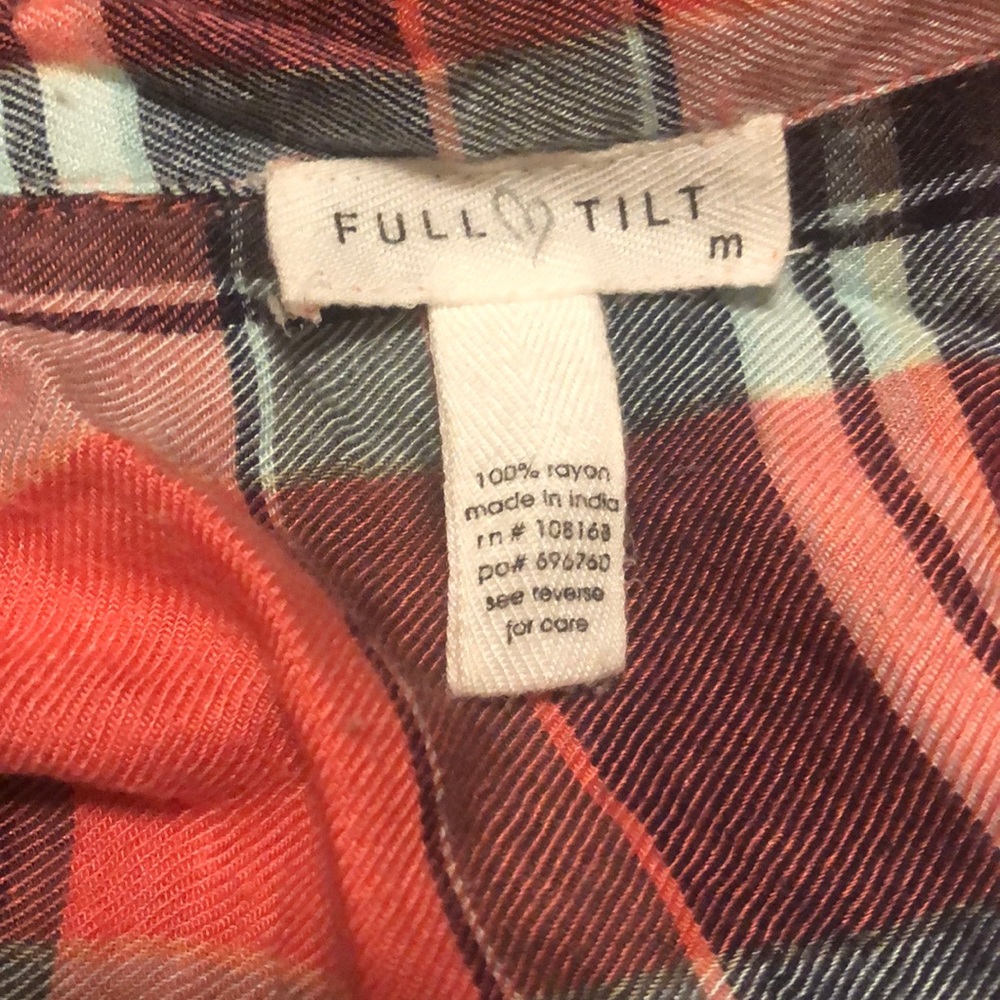 FULL TILT
m
100% rayon
made in india
rn# 108168
po# 696760
see reverse
for care